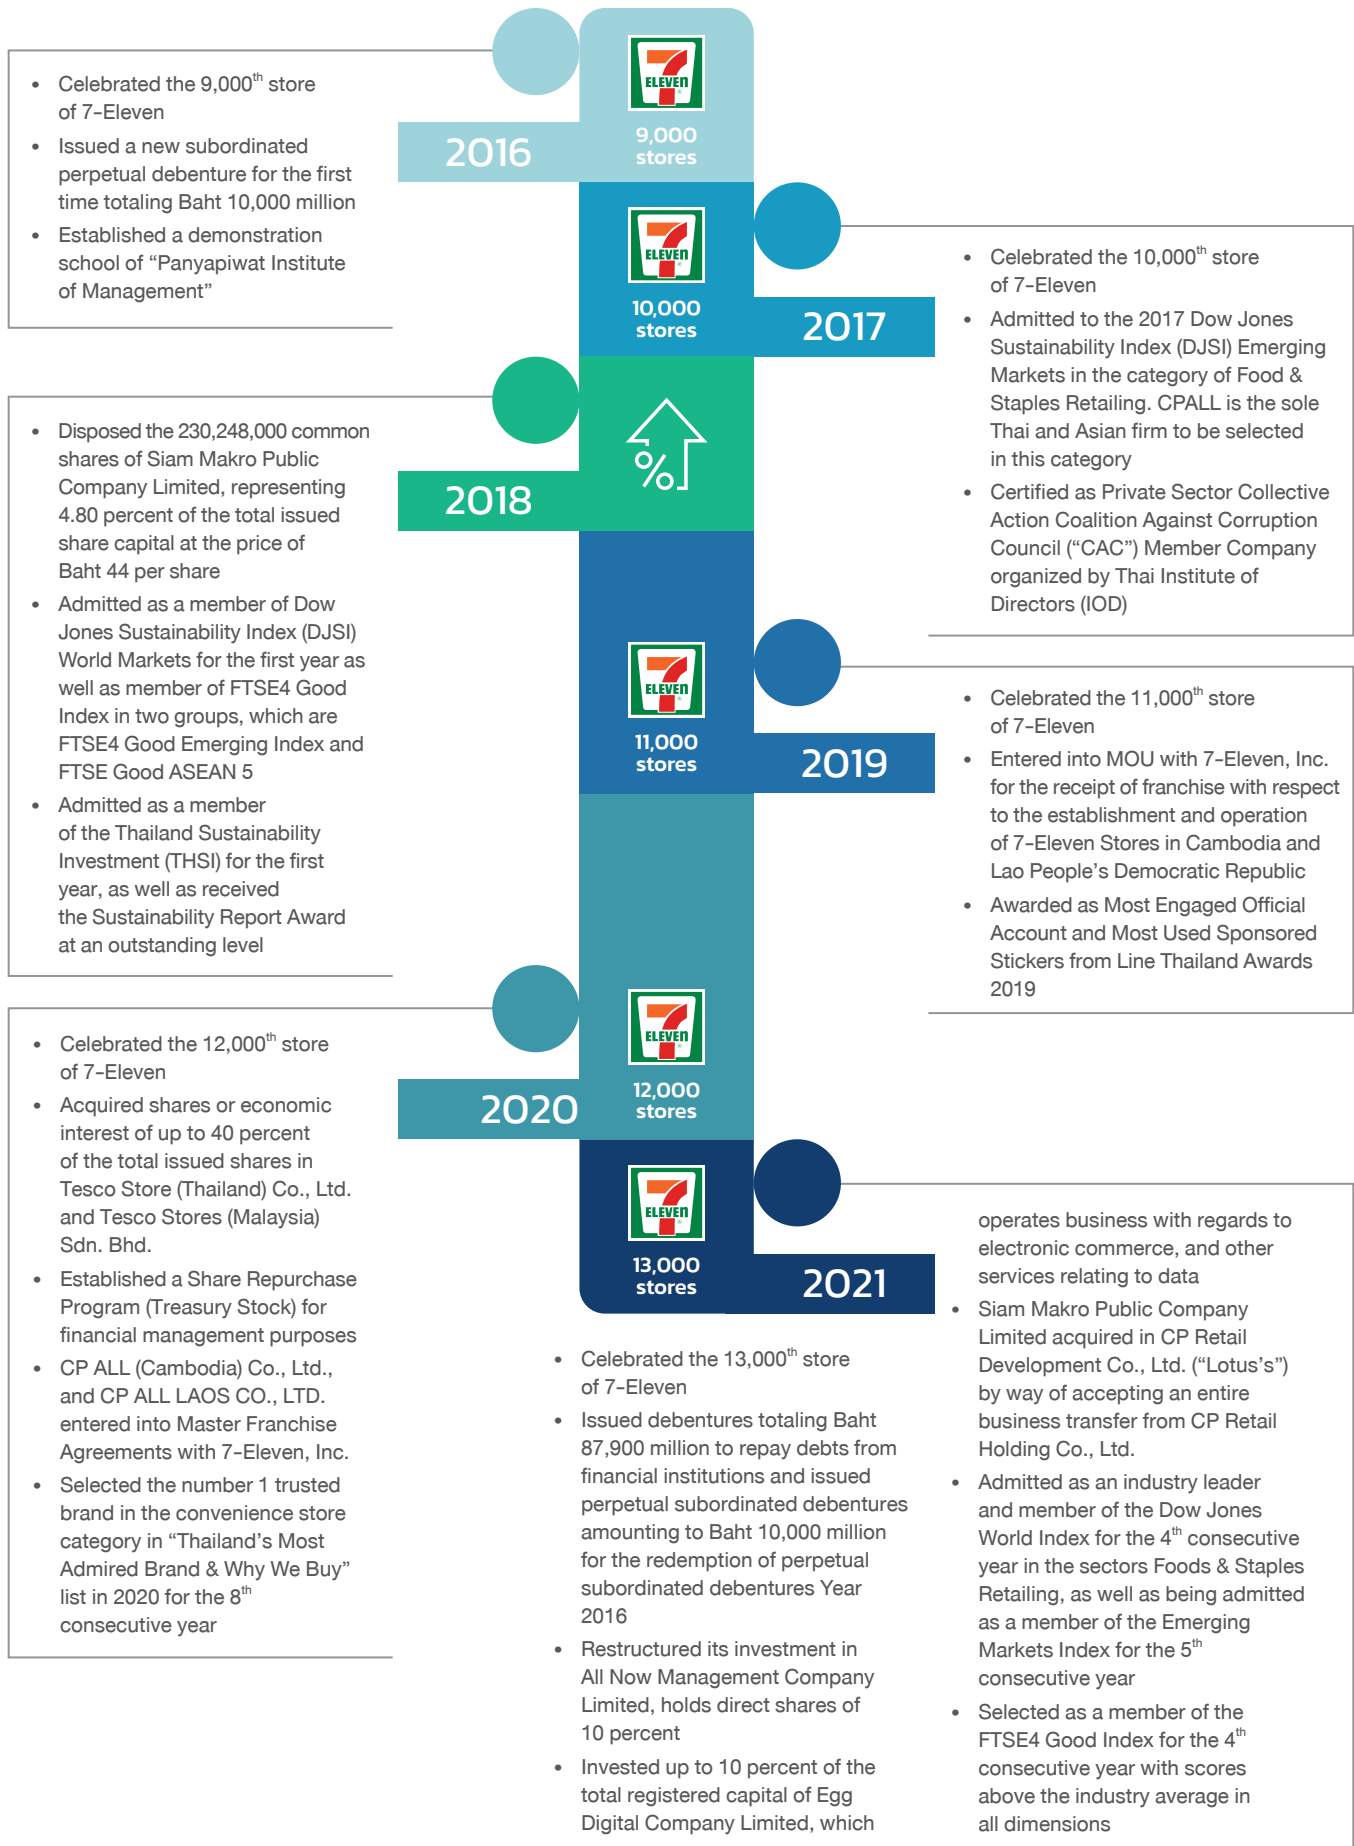 • Celebrated the 9,000th store
of 7-Eleven
• Issued a new subordinated
perpetual debenture for the first
time totaling Baht 10,000 million
• Established a demonstration
school of “Panyapiwat Institute
of Management”
2016
7
ELEVEN
9,000
stores
7
ELEVEN
10,000
stores
2017
• Celebrated the 10,000th store
of 7-Eleven
• Admitted to the 2017 Dow Jones
Sustainability Index (DJSI) Emerging
Markets in the category of Food &
Staples Retailing. CPALL is the sole
Thai and Asian firm to be selected
in this category
• Certified as Private Sector Collective
Action Coalition Against Corruption
Council (“CAC”) Member Company
organized by Thai Institute of
Directors (IOD)
• Disposed the 230,248,000 common
shares of Siam Makro Public
Company Limited, representing
4.80 percent of the total issued
share capital at the price of
Baht 44 per share
• Admitted as a member of Dow
Jones Sustainability Index (DJSI)
World Markets for the first year as
well as member of FTSE4 Good
Index in two groups, which are
FTSE4 Good Emerging Index and
FTSE Good ASEAN 5
• Admitted as a member
of the Thailand Sustainability
Investment (THSI) for the first
year, as well as received
the Sustainability Report Award
at an outstanding level
2018
%
7
ELEVEN
11,000
stores
2019
• Celebrated the 11,000th store
of 7-Eleven
• Entered into MOU with 7-Eleven, Inc.
for the receipt of franchise with respect
to the establishment and operation
of 7-Eleven Stores in Cambodia and
Lao People’s Democratic Republic
• Awarded as Most Engaged Official
Account and Most Used Sponsored
Stickers from Line Thailand Awards
2019
• Celebrated the 12,000th store
of 7-Eleven
• Acquired shares or economic
interest of up to 40 percent
of the total issued shares in
Tesco Store (Thailand) Co., Ltd.
and Tesco Stores (Malaysia)
Sdn. Bhd.
• Established a Share Repurchase
Program (Treasury Stock) for
financial management purposes
• CP ALL (Cambodia) Co., Ltd.,
and CP ALL LAOS CO., LTD.
entered into Master Franchise
Agreements with 7-Eleven, Inc.
• Selected the number 1 trusted
brand in the convenience store
category in “Thailand’s Most
Admired Brand & Why We Buy”
list in 2020 for the 8th
consecutive year
2020
7
ELEVEN
12,000
stores
7
ELEVEN
13,000
stores
2021
• Celebrated the 13,000th store
of 7-Eleven
• Issued debentures totaling Baht
87,900 million to repay debts from
financial institutions and issued
perpetual subordinated debentures
amounting to Baht 10,000 million
for the redemption of perpetual
subordinated debentures Year
2016
• Restructured its investment in
All Now Management Company
Limited, holds direct shares of
10 percent
• Invested up to 10 percent of the
total registered capital of Egg
Digital Company Limited, which
operates business with regards to
electronic commerce, and other
services relating to data
• Siam Makro Public Company
Limited acquired in CP Retail
Development Co., Ltd. (“Lotus’s”)
by way of accepting an entire
business transfer from CP Retail
Holding Co., Ltd.
• Admitted as an industry leader
and member of the Dow Jones
World Index for the 4th consecutive
year in the sectors Foods & Staples
Retailing, as well as being admitted
as a member of the Emerging
Markets Index for the 5th
consecutive year
• Selected as a member of the
FTSE4 Good Index for the 4th
consecutive year with scores
above the industry average in
all dimensions